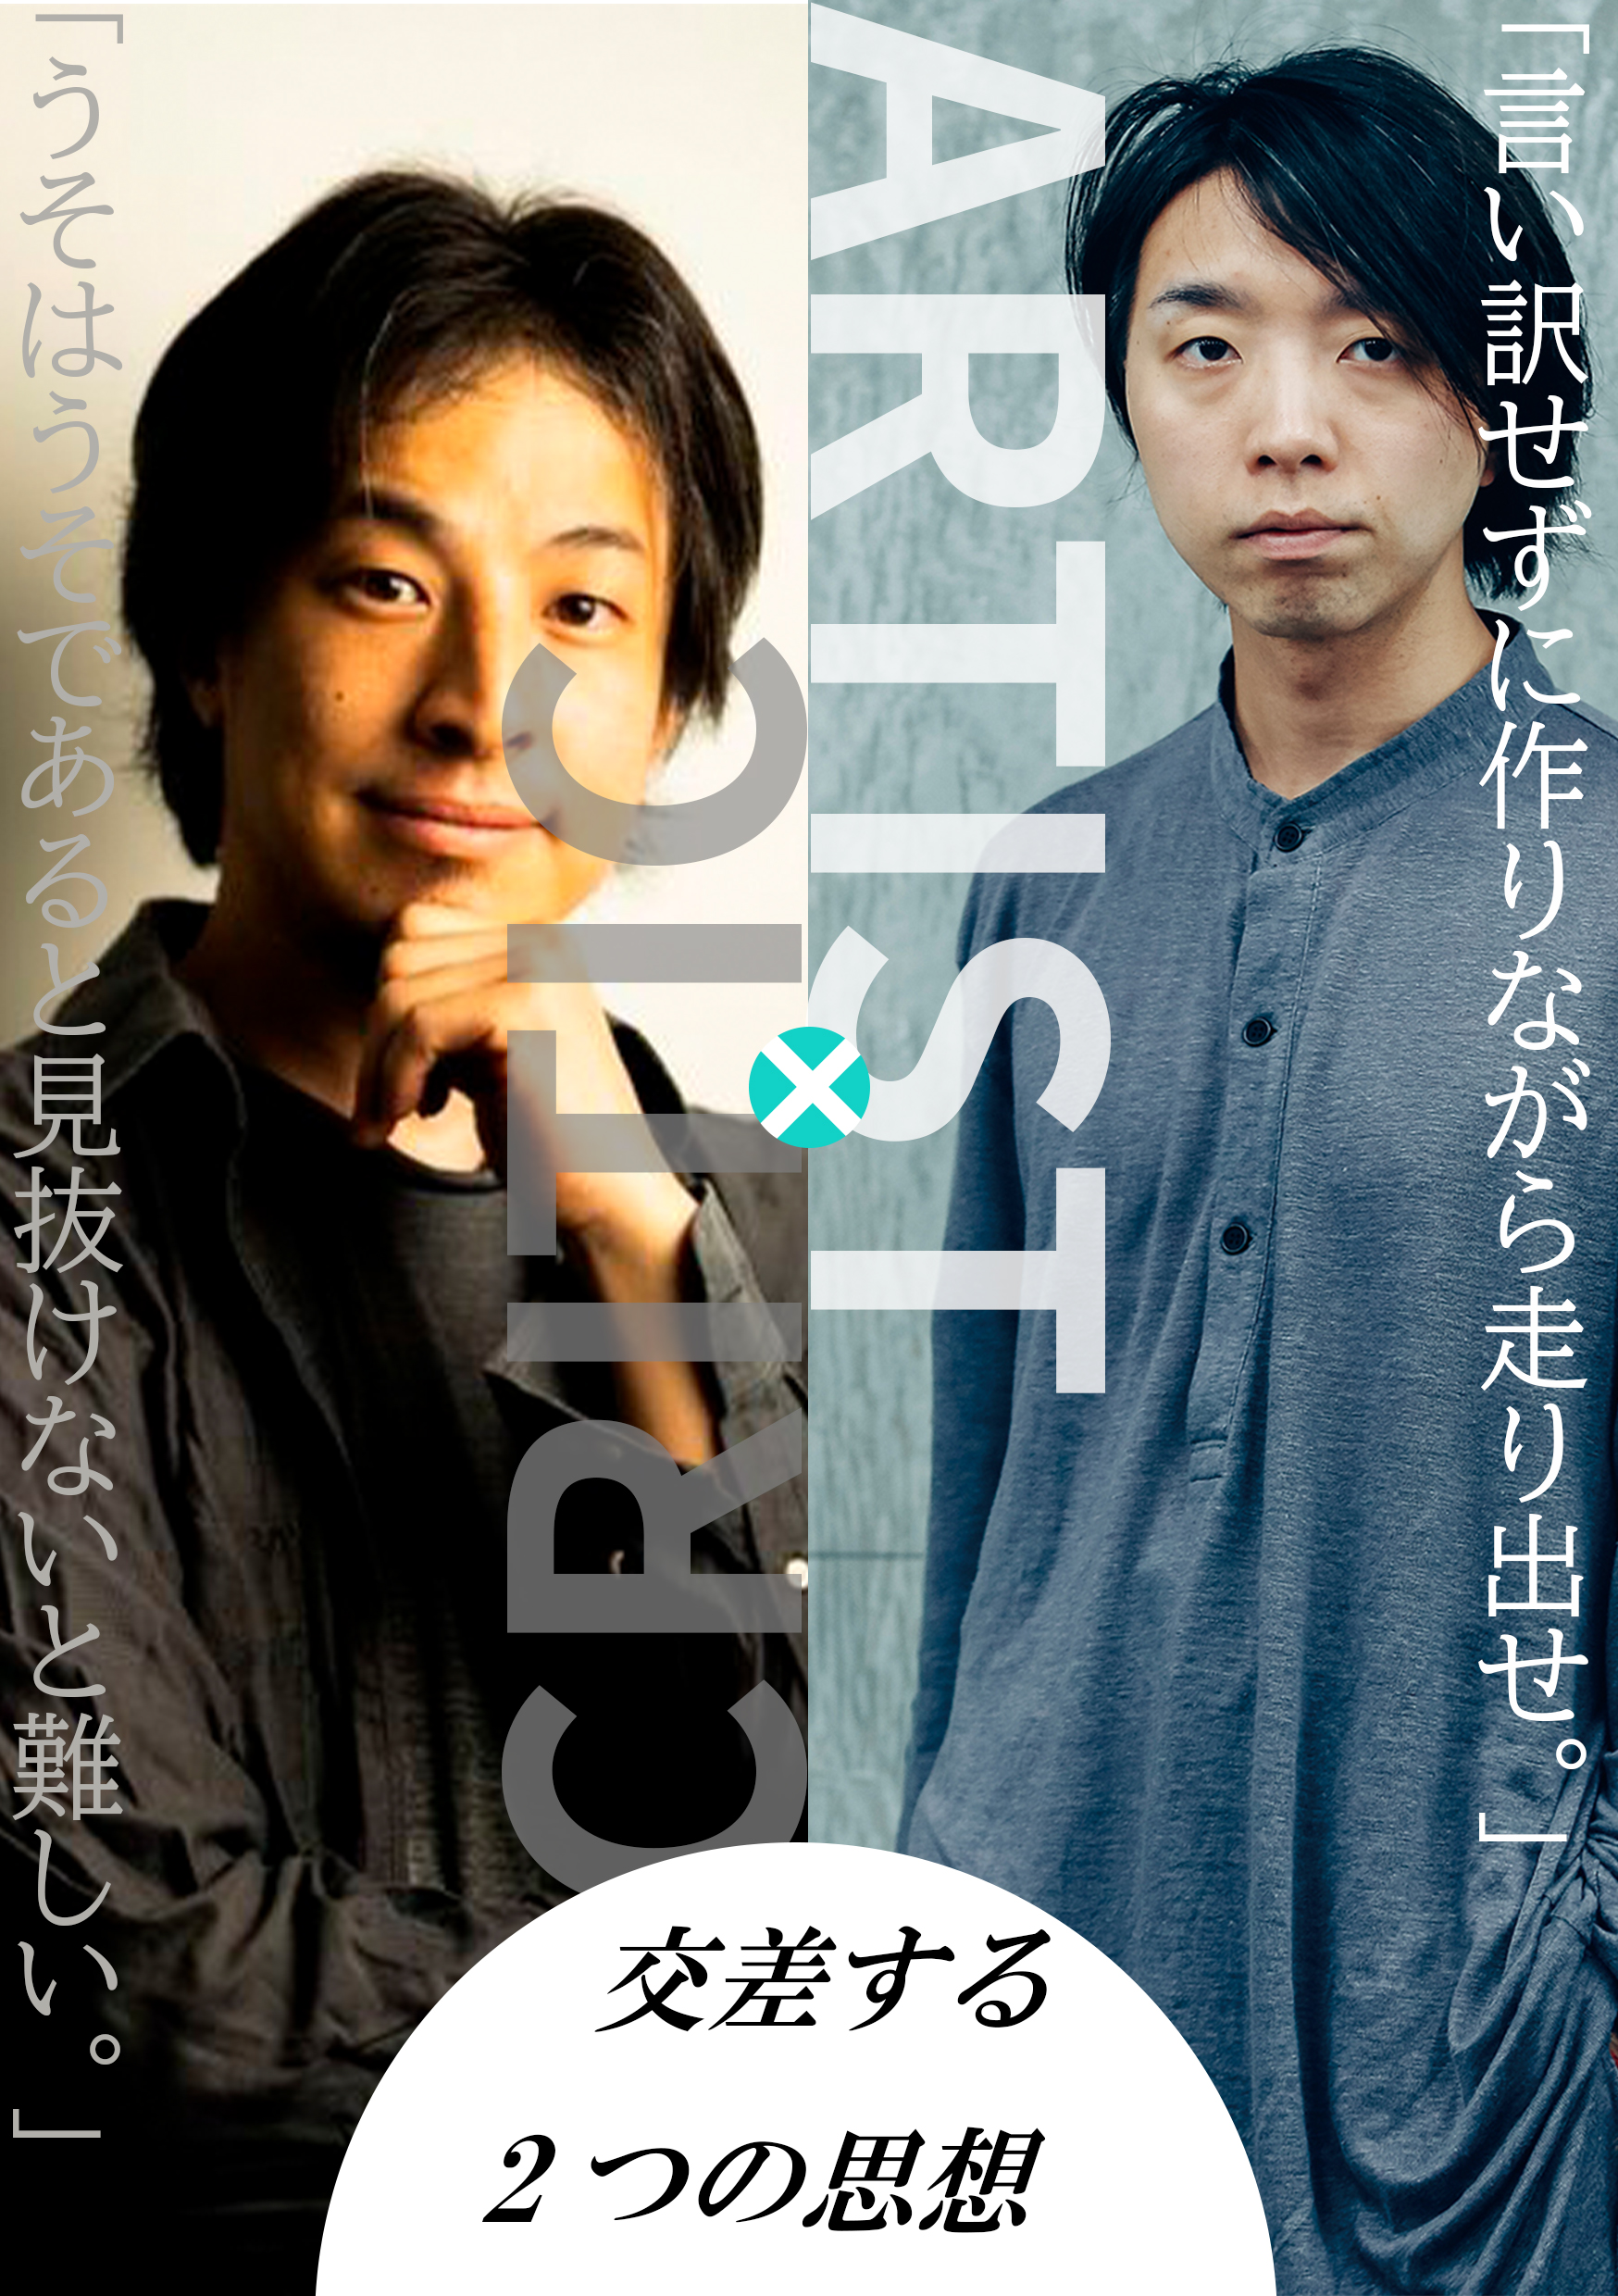 「言い訳せずに作りながら走り出せ。」
ARTIST
×
CRITIC
「うそはうそであると見抜けないと難しい。」
交差する
2つの思想